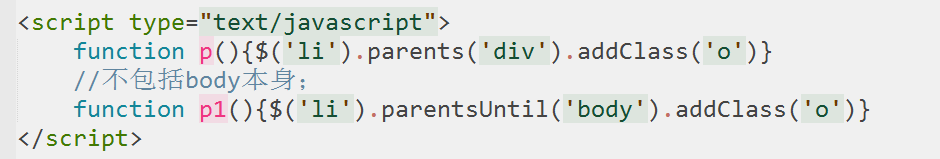 <script type="text/javascript">
    function p(){$('li').parents('div').addClass('o')}
    //不包括body本身;
    function p1(){$('li').parentsUntil('body').addClass('o')}
</script>